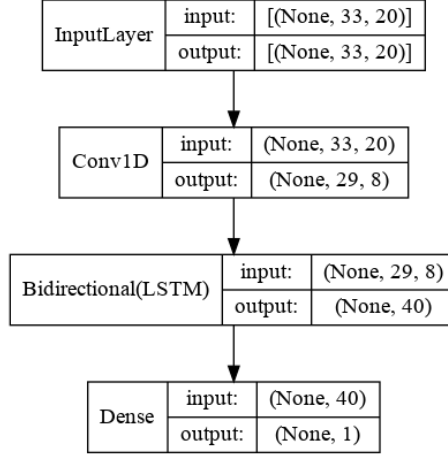 InputLayer
input: [(None, 33, 20)]
output: [(None, 33, 20)]
Conv1D
input: (None, 33, 20)
output: (None, 29, 8)
Bidirectional(LSTM)
input: (None, 29, 8)
output: (None, 40)
Dense
input: (None, 40)
output: (None, 1)